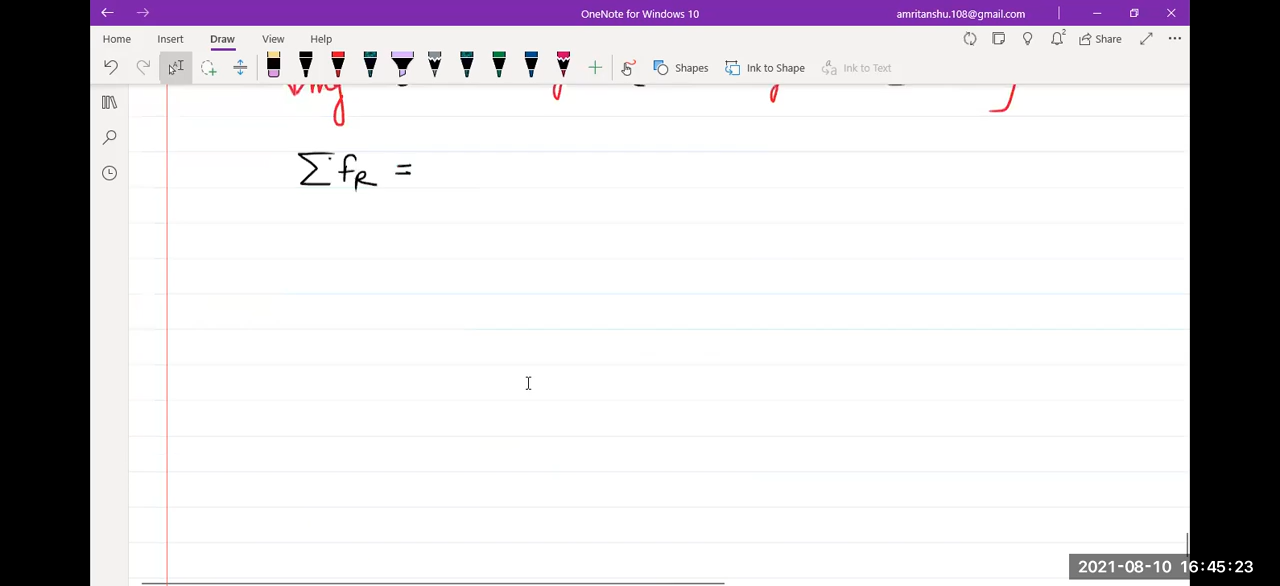 OneNote for Windows 10
amritanshu.108@gmail.com
Home Insert Draw View Help
2
Share
Shapes
Ink to Shape
Ink to Text
∑ f_R =
2021-08-10 16:45:23